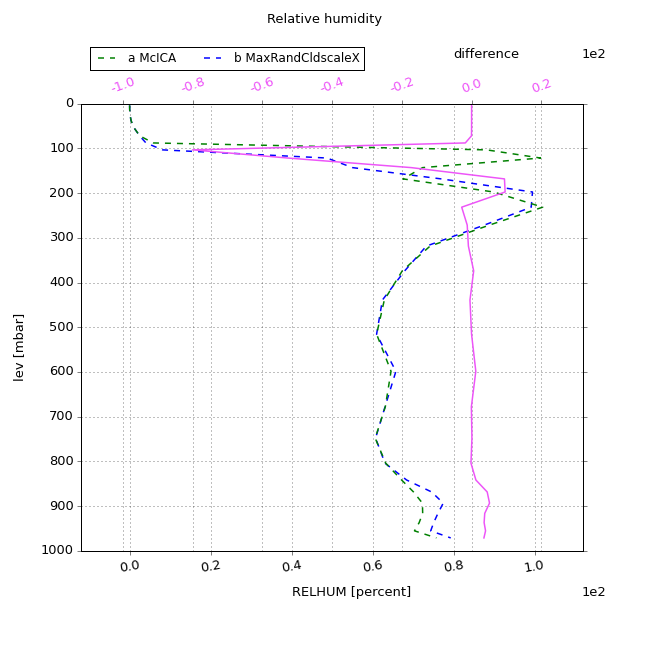 Relative humidity
a McICA b MaxRandCldscaleX difference 1e2
-1.0 -0.8 -0.6 -0.4 -0.2 0.0 0.2
0
100
200
300
400
500
600
700
800
900
1000
lev [mbar]
0.0 0.2 0.4 0.6 0.8 1.0
RELHUM [percent] 1e2